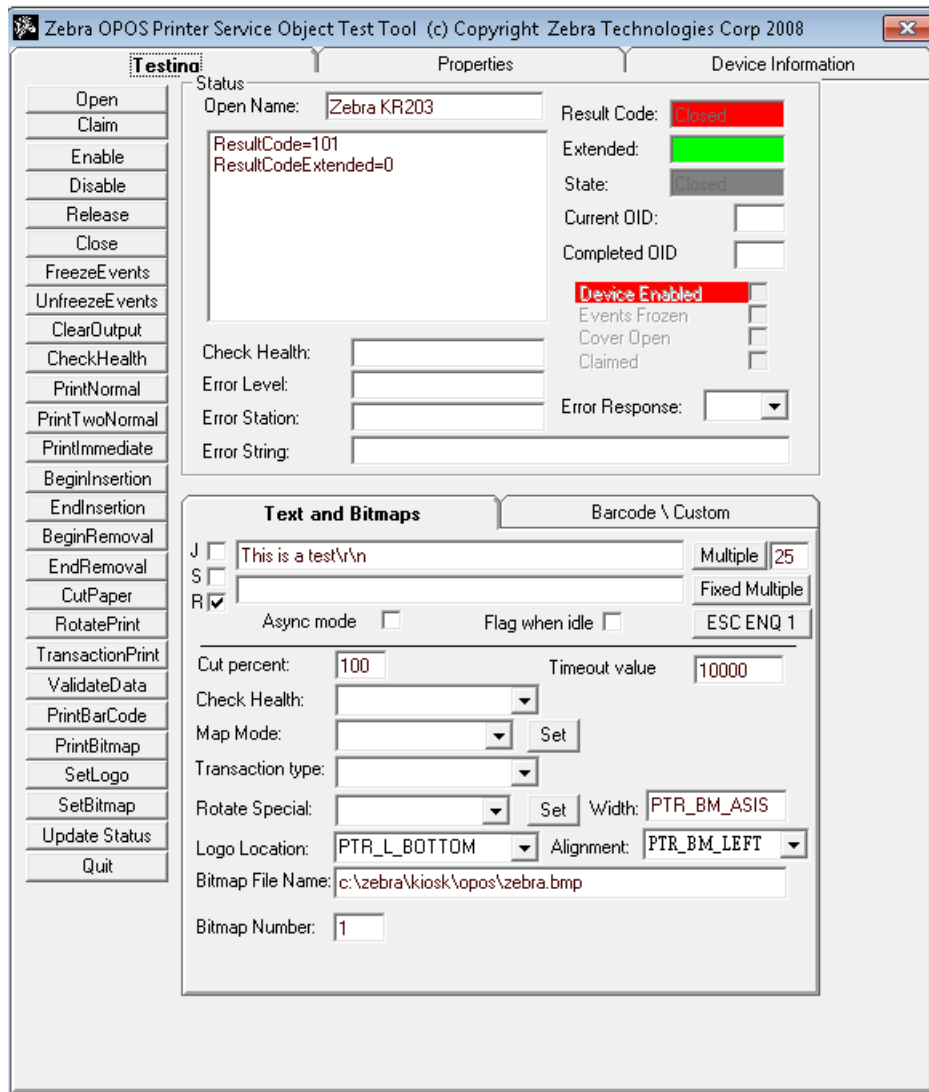 Zebra OPOS Printer Service Object Test Tool (c) Copyright Zebra Technologies Corp 2008
Testing
Properties
Device Information
Open
Claim
Enable
Disable
Release
Close
FreezeEvents
UnfreezeEvents
ClearOutput
CheckHealth
PrintNormal
PrintTwoNormal
PrintImmediate
BeginInsertion
EndInsertion
BeginRemoval
EndRemoval
CutPaper
RotatePrint
TransactionPrint
ValidateData
PrintBarCode
PrintBitmap
SetLogo
SetBitmap
Update Status
Quit
Status
Open Name: Zebra KR203
ResultCode=101
ResultCodeExtended=0
Result Code: Closed
Extended:
State: Closed
Current OID:
Completed OID
Device Enabled
Events Frozen
Cover Open
Claimed
Check Health:
Error Level:
Error Station:
Error Response:
Error String:
Text and Bitmaps
Barcode \ Custom
J
This is a test\r\n
Multiple 25
S
Fixed Multiple
R
Async mode
Flag when idle
ESC ENQ 1
Cut percent: 100
Timeout value 10000
Check Health:
Map Mode:
Set
Transaction type:
Rotate Special:
Set
Width: PTR_BM_ASIS
Logo Location: PTR_L_BOTTOM
Alignment: PTR_BM_LEFT
Bitmap File Name: c:\zebra\kiosk\opos\zebra.bmp
Bitmap Number: 1